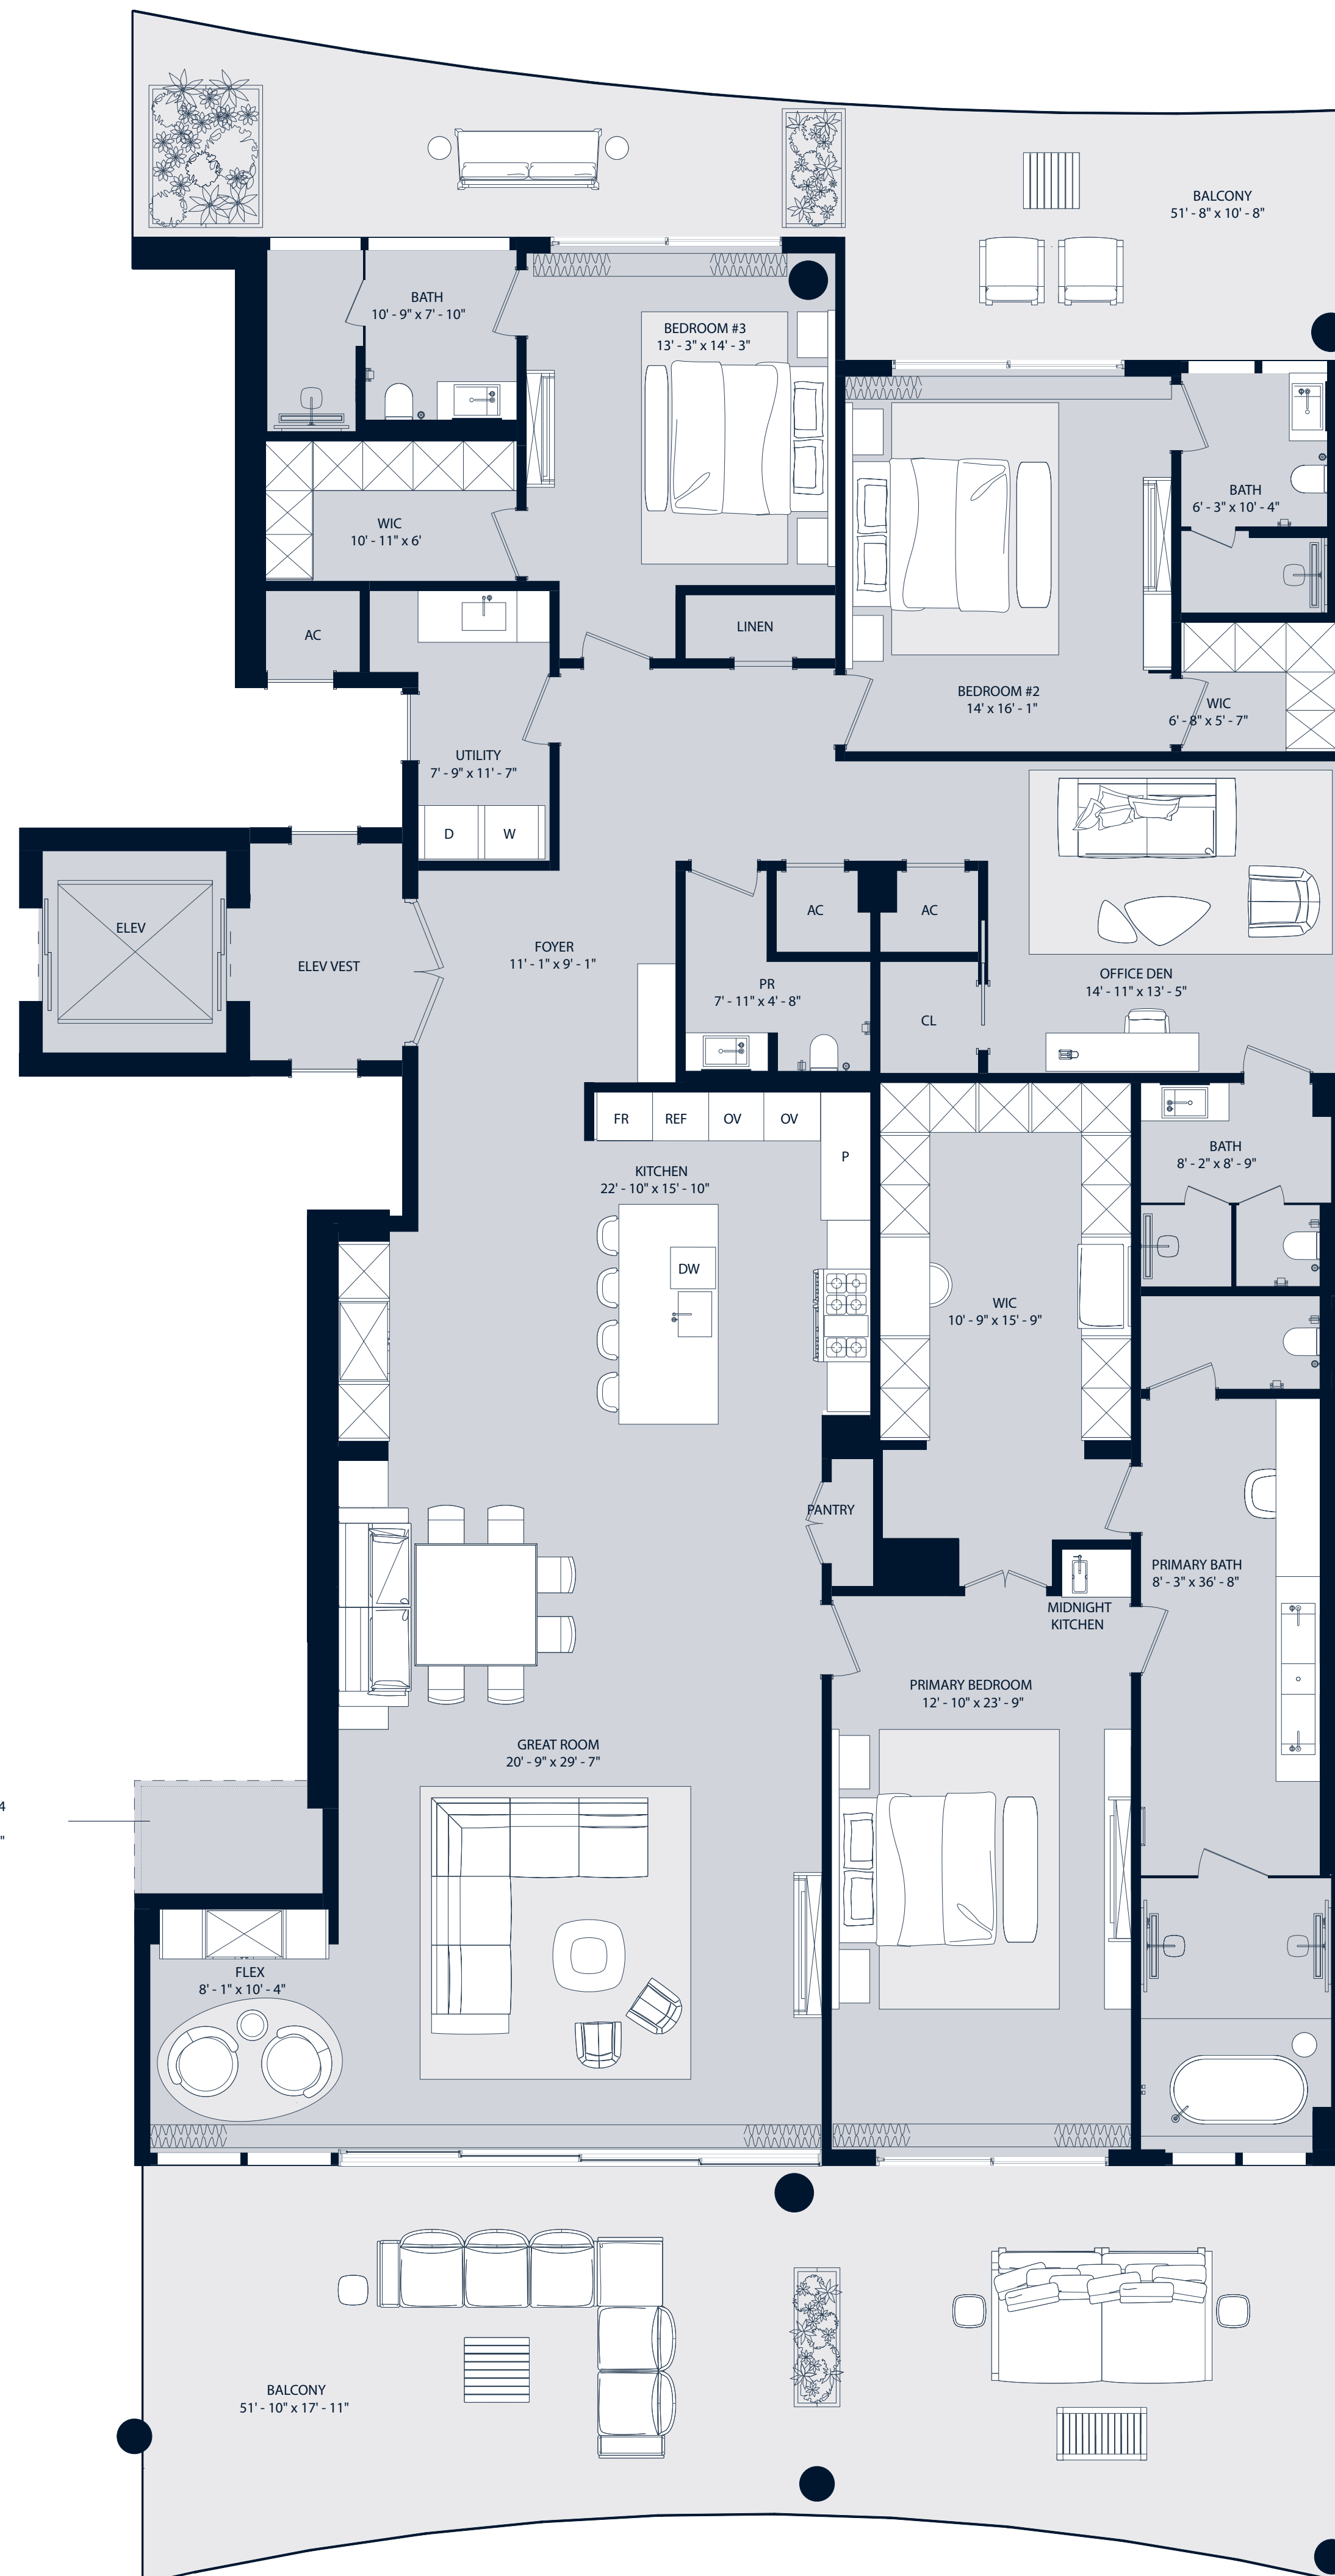 BALCONY
51' - 8" x 10' - 8"
BATH
10' - 9" x 7' - 10"
BEDROOM #3
13' - 3" x 14' - 3"
BATH
6' - 3" x 10' - 4"
WIC
10' - 11" x 6'
AC
LINEN
BEDROOM #2
14' x 16' - 1"
WIC
6' - 8" x 5' - 7"
UTILITY
7' - 9" x 11' - 7"
D
W
ELEV
ELEV VEST
FOYER
11' - 1" x 9' - 1"
AC
AC
PR
7' - 11" x 4' - 8"
CL
OFFICE DEN
14' - 11" x 13' - 5"
FR
REF
OV
OV
P
KITCHEN
22' - 10" x 15' - 10"
BATH
8' - 2" x 8' - 9"
DW
WIC
10' - 9" x 15' - 9"
PANTRY
PRIMARY BATH
8' - 3" x 36' - 8"
MIDNIGHT
KITCHEN
PRIMARY BEDROOM
12' - 10" x 23' - 9"
GREAT ROOM
20' - 9" x 29' - 7"
4
"
FLEX
8' - 1" x 10' - 4"
BALCONY
51' - 10" x 17' - 11"